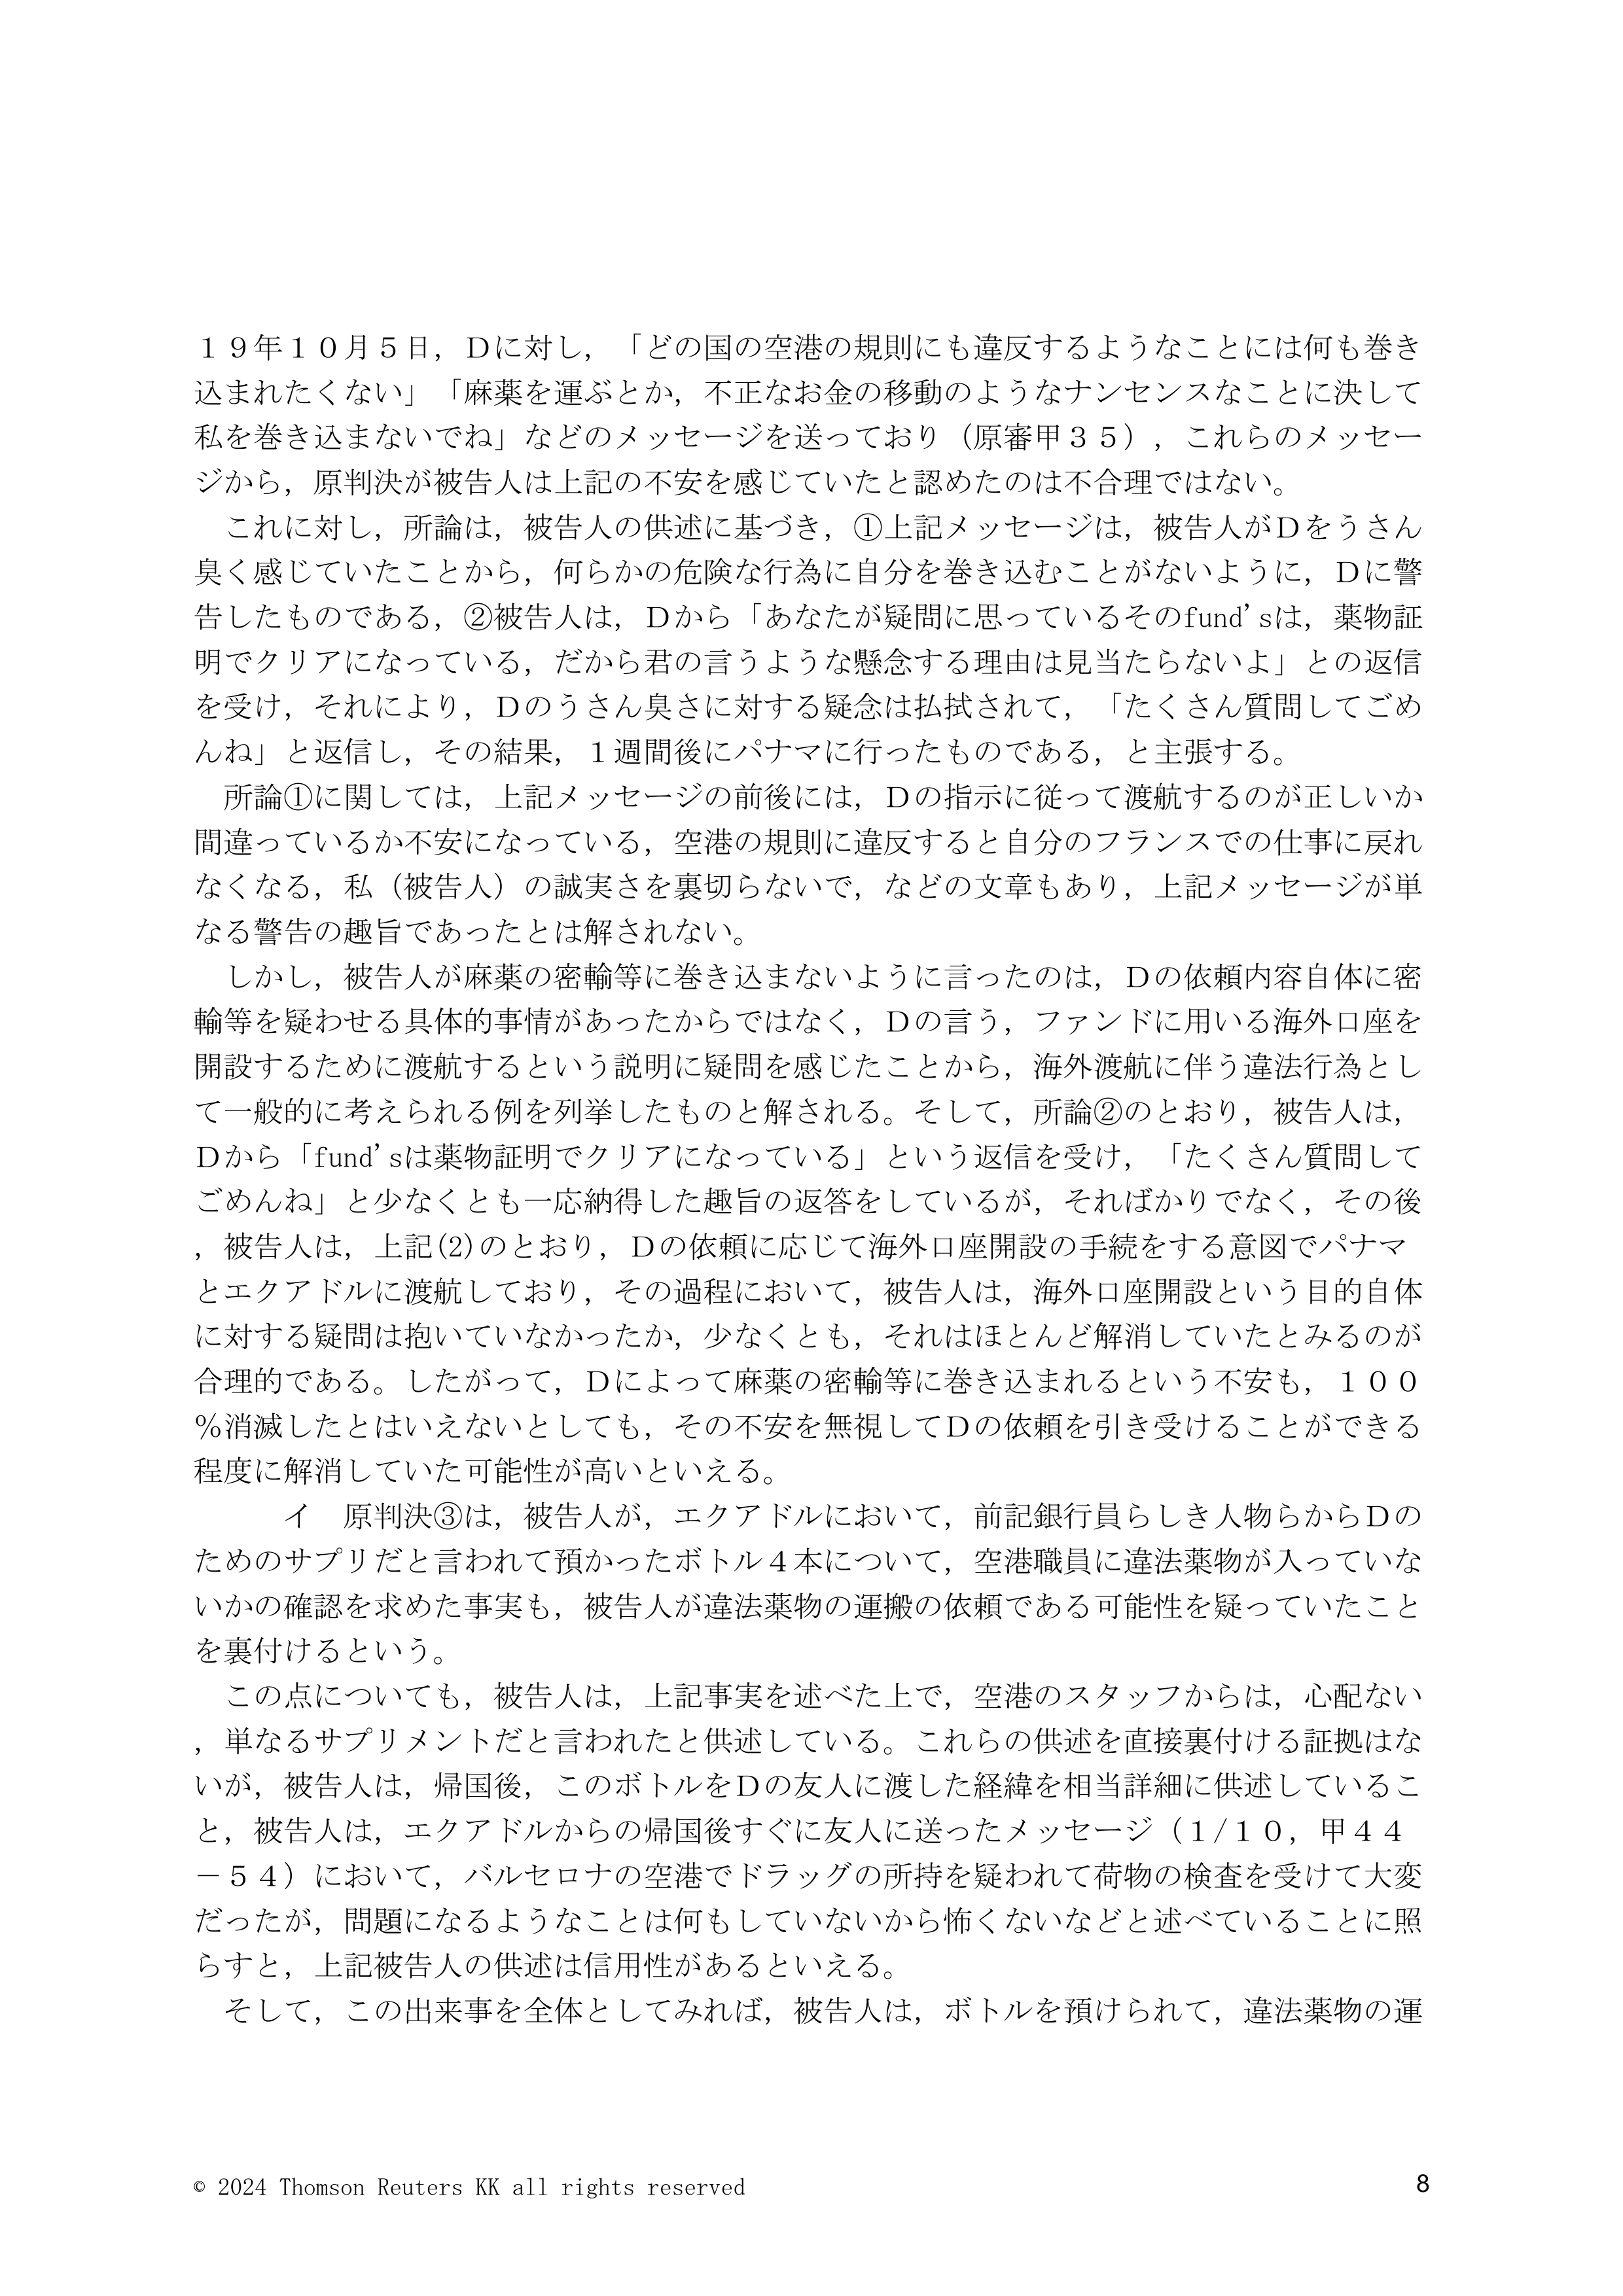 １９年１０月５日，Ｄに対し，「どの国の空港の規則にも違反するようなことには何も巻き
込まれたくない」「麻薬を運ぶとか，不正なお金の移動のようなナンセンスなことに決して
私を巻き込まないでね」などのメッセージを送っており（原審甲３５），これらのメッセー
ジから，原判決が被告人は上記の不安を感じていたと認めたのは不合理ではない。
　これに対し，所論は，被告人の供述に基づき，①上記メッセージは，被告人がＤをうさん
臭く感じていたことから，何らかの危険な行為に自分を巻き込むことがないように，Ｄに警
告したものである，②被告人は，Ｄから「あなたが疑問に思っているそのfund’sは，薬物証
明でクリアになっている，だから君の言うような懸念する理由は見当たらないよ」との返信
を受け，それにより，Ｄのうさん臭さに対する疑念は払拭されて，「たくさん質問してごめ
んね」と返信し，その結果，１週間後にパナマに行ったものである，と主張する。
　所論①に関しては，上記メッセージの前後には，Ｄの指示に従って渡航するのが正しいか
間違っているか不安になっている，空港の規則に違反すると自分のフランスでの仕事に戻れ
なくなる，私（被告人）の誠実さを裏切らないで，などの文章もあり，上記メッセージが単
なる警告の趣旨であったとは解されない。
　しかし，被告人が麻薬の密輸等に巻き込まないように言ったのは，Ｄの依頼内容自体に密
輸等を疑わせる具体的事情があったからではなく，Ｄの言う，ファンドに用いる海外口座を
開設するために渡航するという説明に疑問を感じたことから，海外渡航に伴う違法行為とし
て一般的に考えられる例を列挙したものと解される。そして，所論②のとおり，被告人は，
Ｄから「fund’sは薬物証明でクリアになっている」という返信を受け，「たくさん質問して
ごめんね」と少なくとも一応納得した趣旨の返答をしているが，そればかりでなく，その後
，被告人は，上記(2)のとおり，Ｄの依頼に応じて海外口座開設の手続をする意図でパナマ
とエクアドルに渡航しており，その過程において，被告人は，海外口座開設という目的自体
に対する疑問は抱いていなかったか，少なくとも，それはほとんど解消していたとみるのが
合理的である。したがって，Ｄによって麻薬の密輸等に巻き込まれるという不安も，１００
％消滅したとはいえないとしても，その不安を無視してＤの依頼を引き受けることができる
程度に解消していた可能性が高いといえる。
　　　イ　原判決③は，被告人が，エクアドルにおいて，前記銀行員らしき人物らからＤの
ためのサプリだと言われて預かったボトル４本について，空港職員に違法薬物が入っていな
いかの確認を求めた事実も，被告人が違法薬物の運搬の依頼である可能性を疑っていたこと
を裏付けるという。
　この点についても，被告人は，上記事実を述べた上で，空港のスタッフからは，心配ない
，単なるサプリメントだと言われたと供述している。これらの供述を直接裏付ける証拠はな
いが，被告人は，帰国後，このボトルをＤの友人に渡した経緯を相当詳細に供述しているこ
と，被告人は，エクアドルからの帰国後すぐに友人に送ったメッセージ（１/１０，甲４４
－５４）において，バルセロナの空港でドラッグの所持を疑われて荷物の検査を受けて大変
だったが，問題になるようなことは何もしていないから怖くないなどと述べていることに照
らすと，上記被告人の供述は信用性があるといえる。
　そして，この出来事を全体としてみれば，被告人は，ボトルを預けられて，違法薬物の運
© 2024 Thomson Reuters KK all rights reserved
8